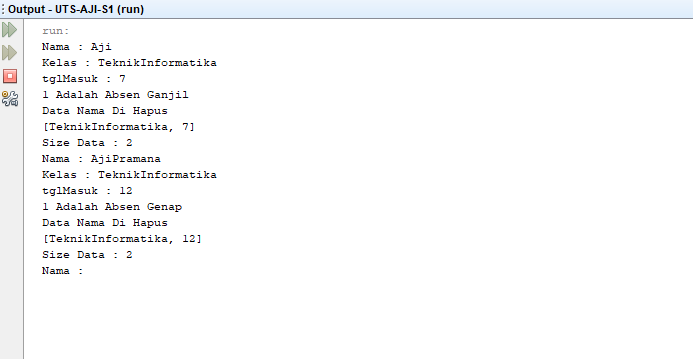 Output - UTS-AJI-S1 (run)
run:
Nama : Aji
Kelas : TeknikInformatika
tglMasuk : 7
1 Adalah Absen Ganjil
Data Nama Di Hapus
[TeknikInformatika, 7]
Size Data : 2
Nama : AjiPramana
Kelas : TeknikInformatika
tglMasuk : 12
1 Adalah Absen Genap
Data Nama Di Hapus
[TeknikInformatika, 12]
Size Data : 2
Nama :